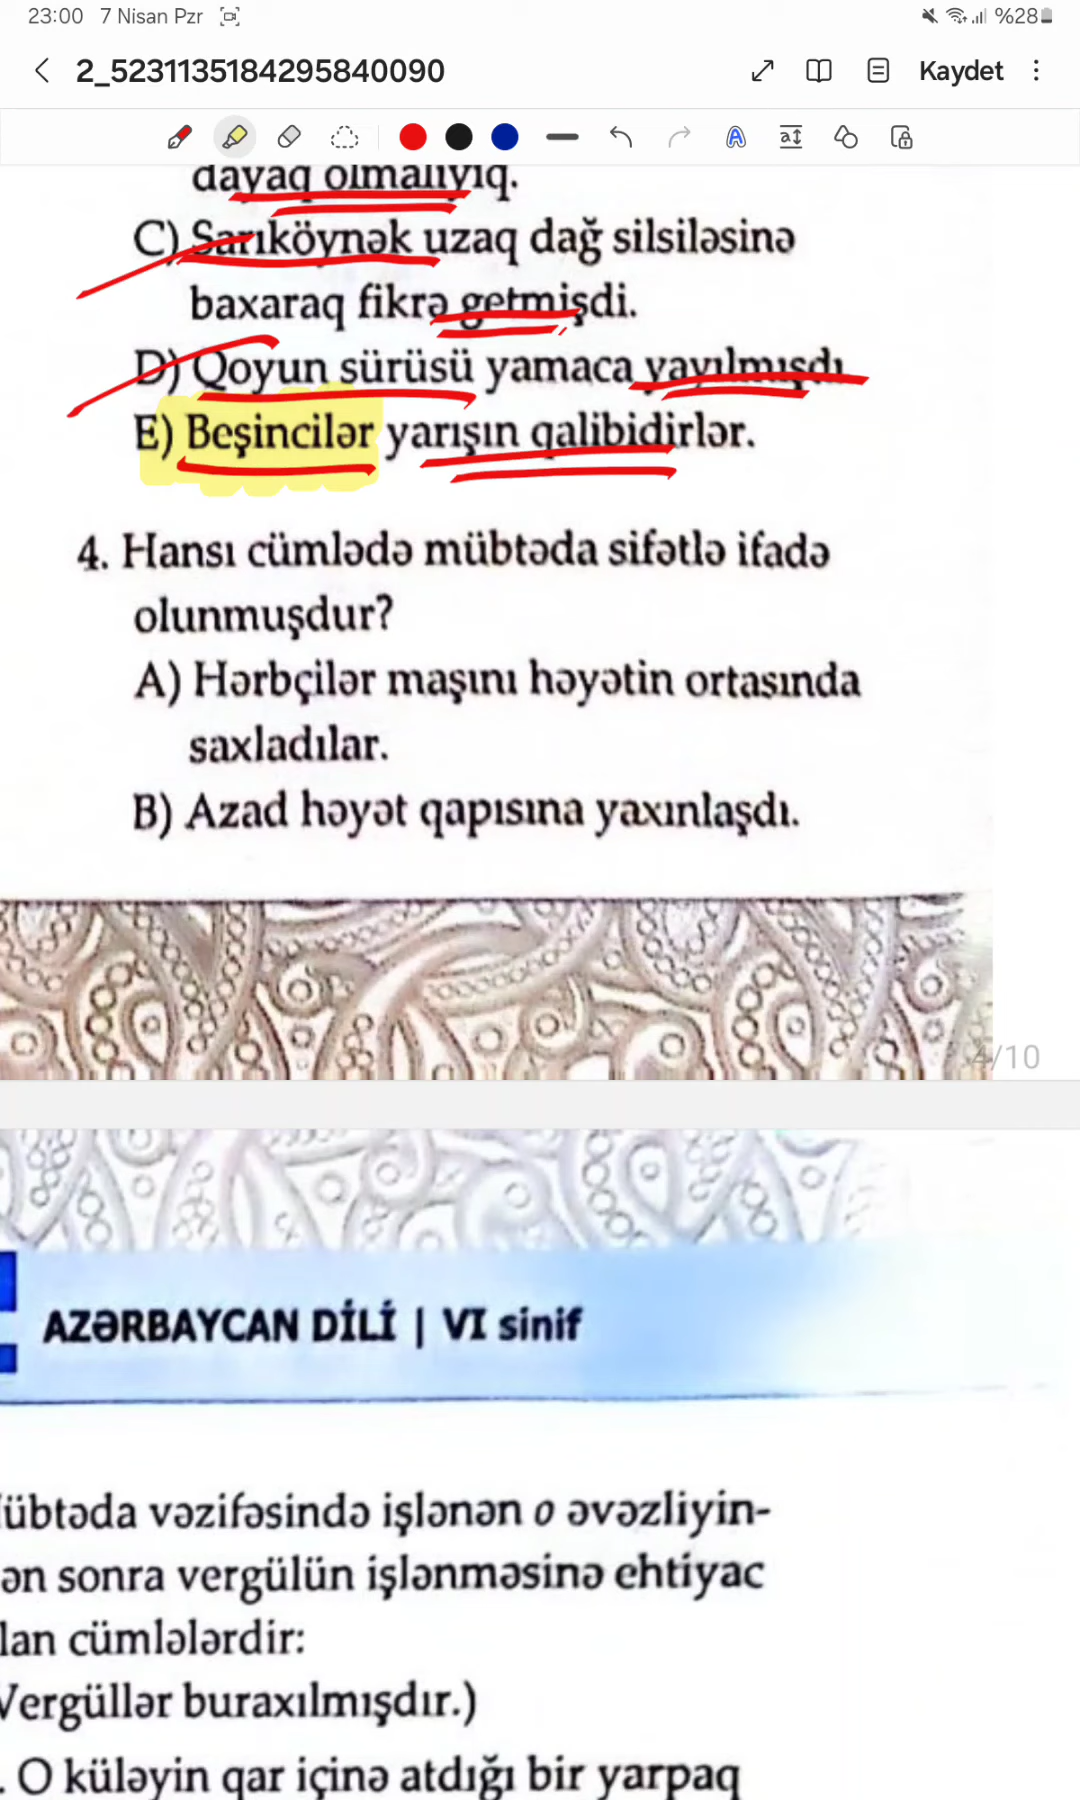 23:00 7 Nisan Pzr %28
2_5231135184295840090 Kaydet
dayaq olmalıyıq.
C) Sarıköynək uzaq dağ silsiləsinə
baxaraq fikrə getmişdi.
D) Qoyun sürüsü yamaca yayılmışdı
E) Beşincilər yarışın qalibidirlər.
4. Hansı cümlədə mübtəda sifətlə ifadə
olunmuşdur?
A) Hərbçilər maşını həyətin ortasında
saxladılar.
B) Azad həyət qapısına yaxınlaşdı.
4/10
AZƏRBAYCAN DİLİ | VI sinif
übtəda vəzifəsində işlənən o əvəzliyin-
ən sonra vergülün işlənməsinə ehtiyac
lan cümlələrdir:
Vergüllər buraxılmışdır.)
. O küləyin qar içinə atdığı bir yarpaq